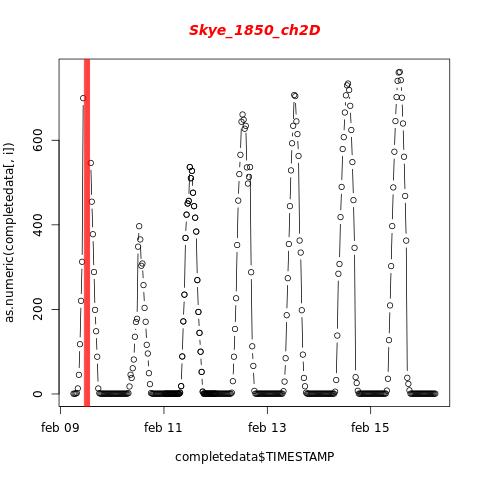 Skye_1850_ch2D
as.numeric(completedata[, i])
600
400
200
0
feb 09
feb 11
feb 13
feb 15
completedata$TIMESTAMP